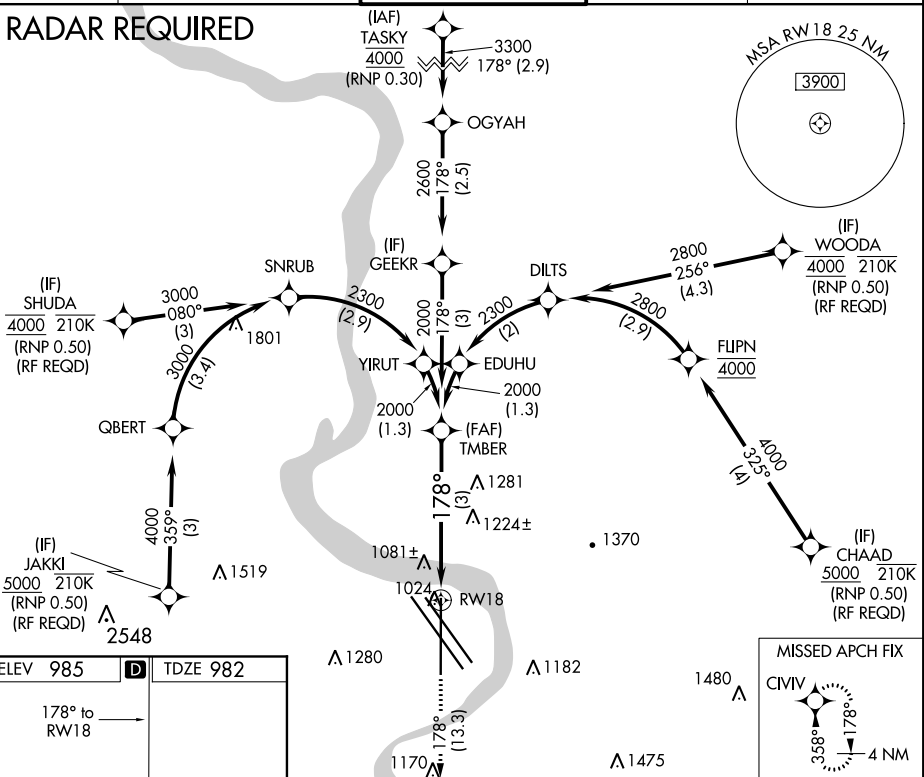 RADAR REQUIRED
(IAF)
TASKY
4000
(RNP 0.30)
3300
178° (2.9)
OGYAH
2600
178°
(2.5)
(IF)
GEEKR
2000
178°
(3)
MSA RW18 25 NM
3900
(IF)
SHUDA
4000 210K
(RNP 0.50)
(RF REQD)
3000
080°
(3)
SNRUB
2300
(2.9)
1801
3000
(3.4)
QBERT
4000
359°
(3)
(IF)
JAKKI
5000 210K
(RNP 0.50)
(RF REQD)
2548
1519
YIRUT
EDUHU
2000
(1.3)
2000
(1.3)
(FAF)
TMBER
DILTS
2300
(2)
2800
256°
(4.3)
(IF)
WOODA
4000 210K
(RNP 0.50)
(RF REQD)
2800
(2.9)
FLIPN
4000
4000
325°
(4)
(IF)
CHAAD
5000 210K
(RNP 0.50)
(RF REQD)
178°
(3)
1281
1224±
1081±
1024
RW18
1370
1280
1182
1480
1475
1170
178°
(13.3)
ELEV 985
D
TDZE 982
178° to
RW18
MISSED APCH FIX
CIVIV
358°
178°
4 NM